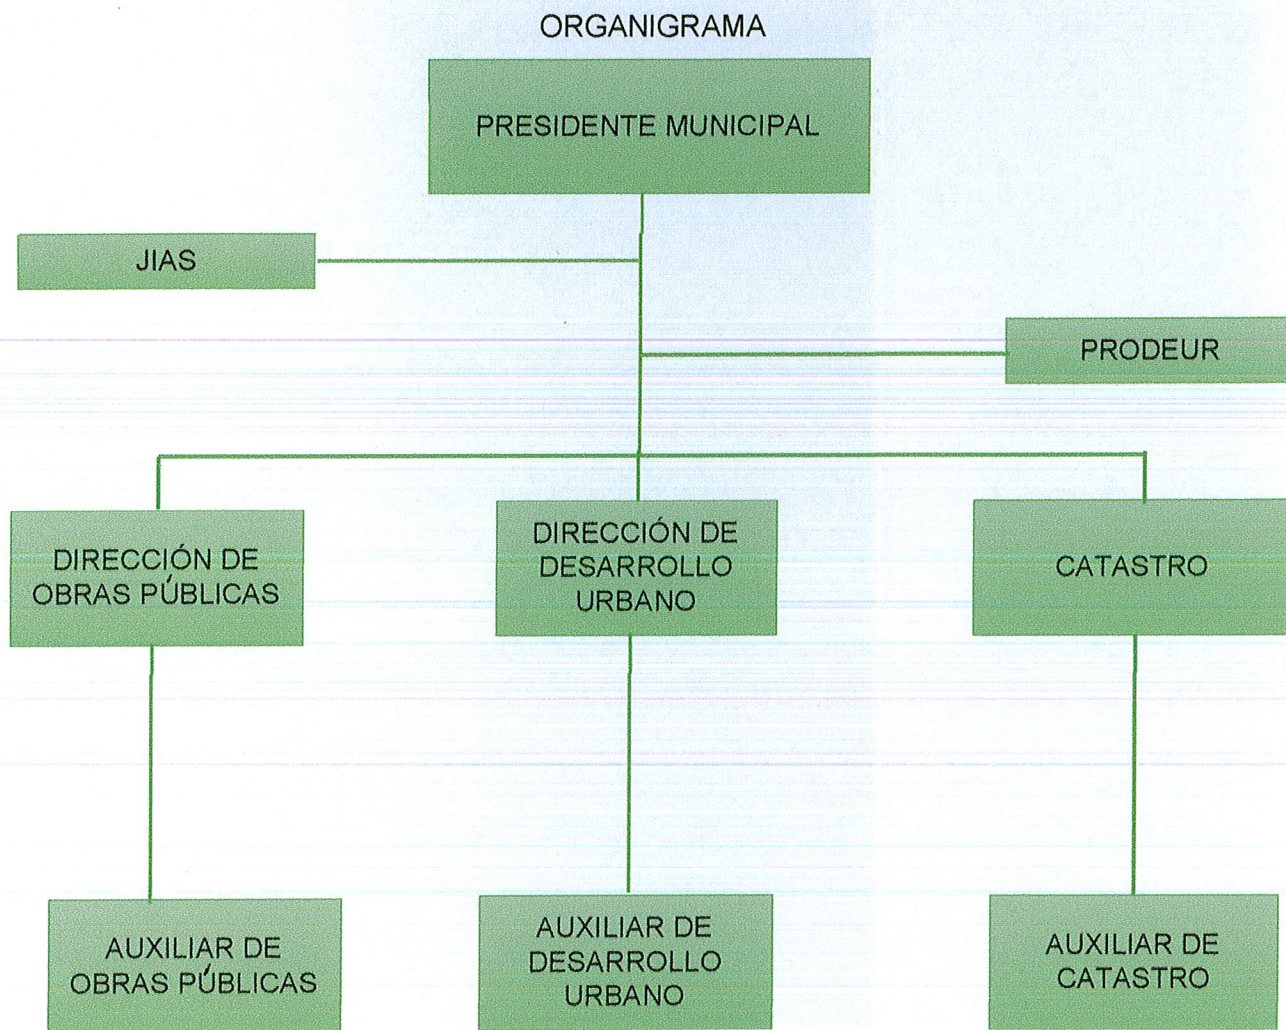 ORGANIGRAMA
PRESIDENTE MUNICIPAL
JIAS
PRODEUR
DIRECCIÓN DE
OBRAS PÚBLICAS
DIRECCIÓN DE
DESARROLLO
URBANO
CATASTRO
AUXILIAR DE
OBRAS PÚBLICAS
AUXILIAR DE
DESARROLLO
URBANO
AUXILIAR DE
CATASTRO